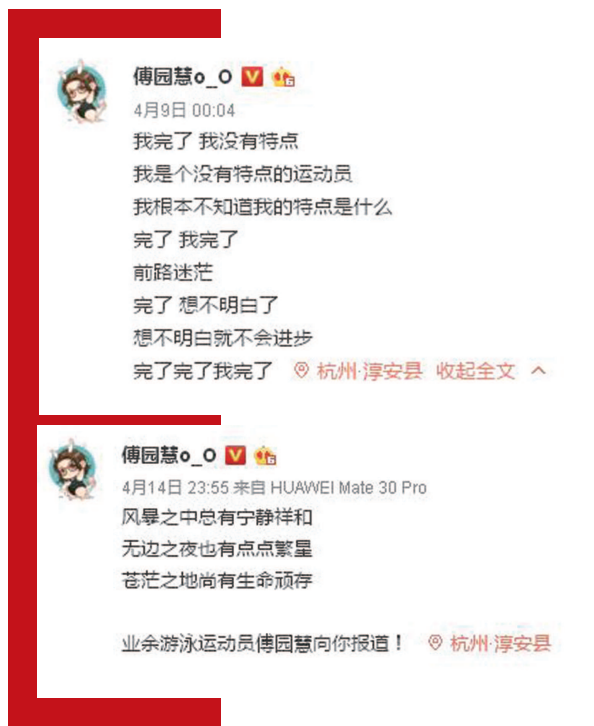 傅园慧o_O
4月9日 00:04
我完了 我没有特点
我是个没有特点的运动员
我根本不知道我的特点是什么
完了 我完了
前路迷茫
完了 想不明白了
想不明白就不会进步
完了完了我完了 杭州·淳安县 收起全文
傅园慧o_O
4月14日 23:55 来自 HUAWEI Mate 30 Pro
风暴之中总有宁静祥和
无边之夜也有点点繁星
苍茫之地尚有生命顽存
业余游泳运动员傅园慧向你报道！ 杭州·淳安县